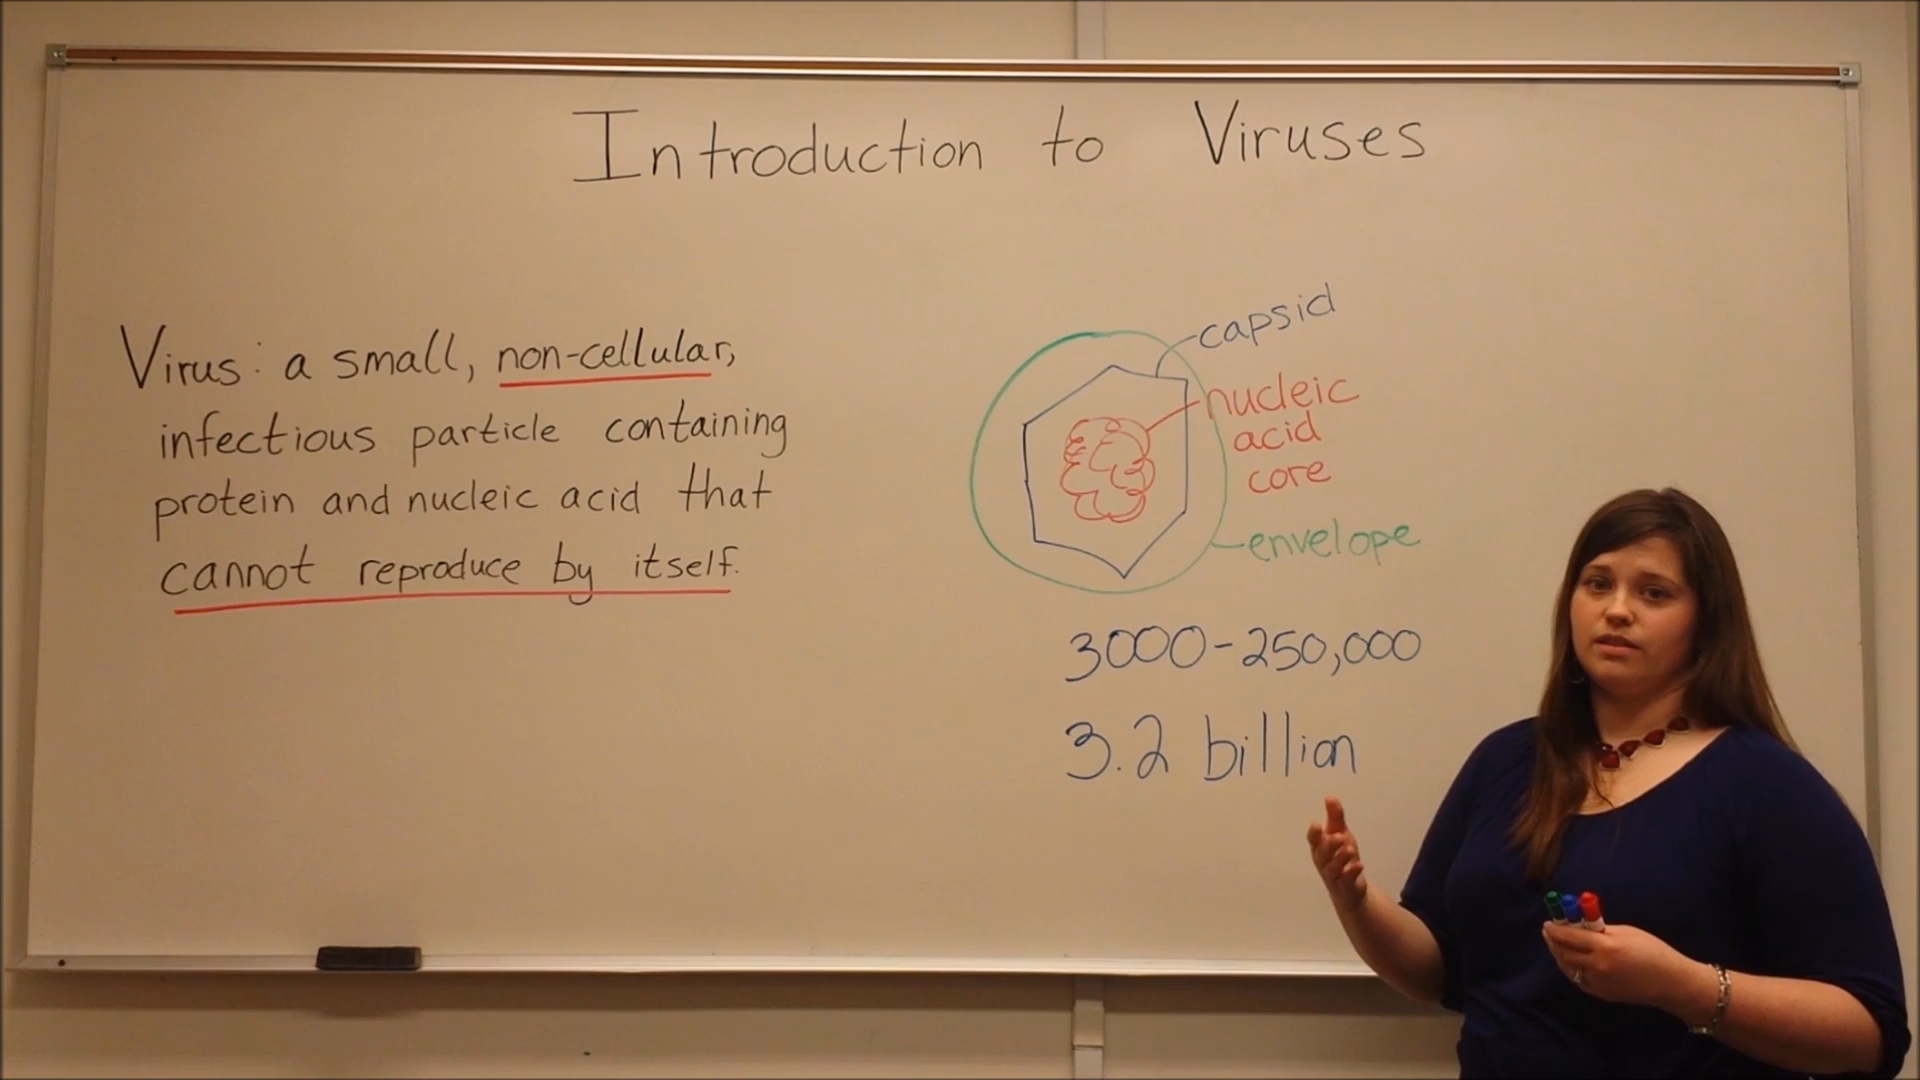 Introduction to Viruses
Virus: a small, non-cellular,
infectious particle containing
protein and nucleic acid that
cannot reproduce by itself.
capsid
nucleic
acid
core
envelope
3000-250,000
3.2 billion